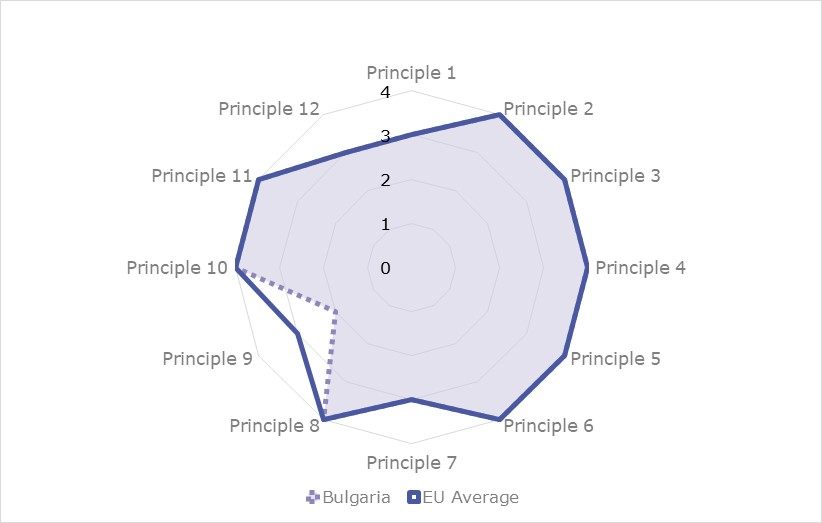 Principle 1
4
Principle 12
Principle 2
3
Principle 11
2
Principle 3
1
Principle 10
0
Principle 4
Principle 9
Principle 5
Principle 8
Principle 6
Principle 7
Bulgaria
EU Average